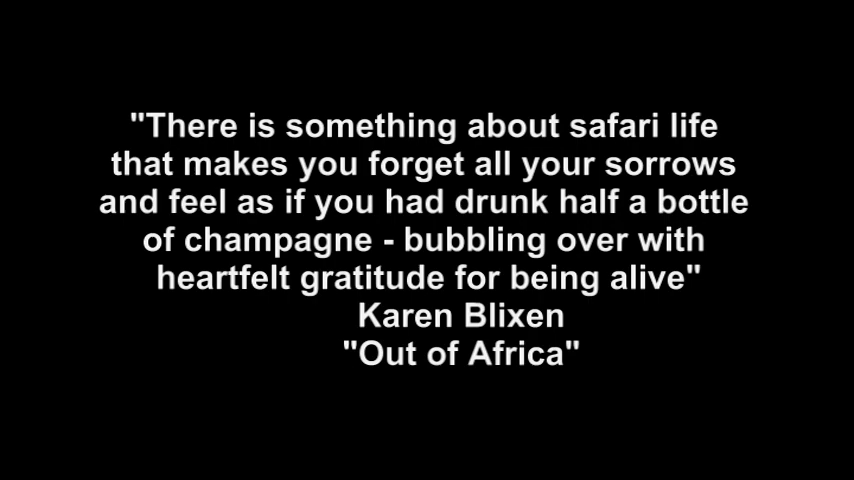 "There is something about safari life
that makes you forget all your sorrows
and feel as if you had drunk half a bottle
of champagne - bubbling over with
heartfelt gratitude for being alive"
Karen Blixen
"Out of Africa"